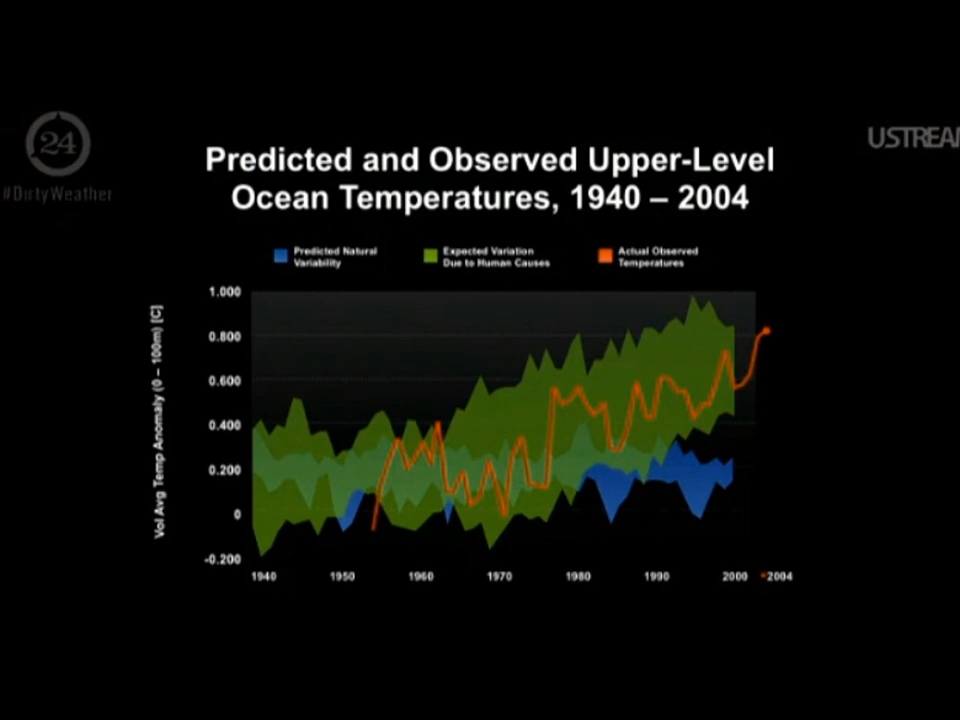 24
#DirtyWeather
USTREAM
Predicted and Observed Upper-Level
Ocean Temperatures, 1940 – 2004
Predicted Natural
Variability
Expected Variation
Due to Human Causes
Actual Observed
Temperatures
Vol Avg Temp Anomaly (0 – 100m) [C]
1.000
0.800
0.600
0.400
0.200
0
-0.200
1940 1950 1960 1970 1980 1990 2000 2004